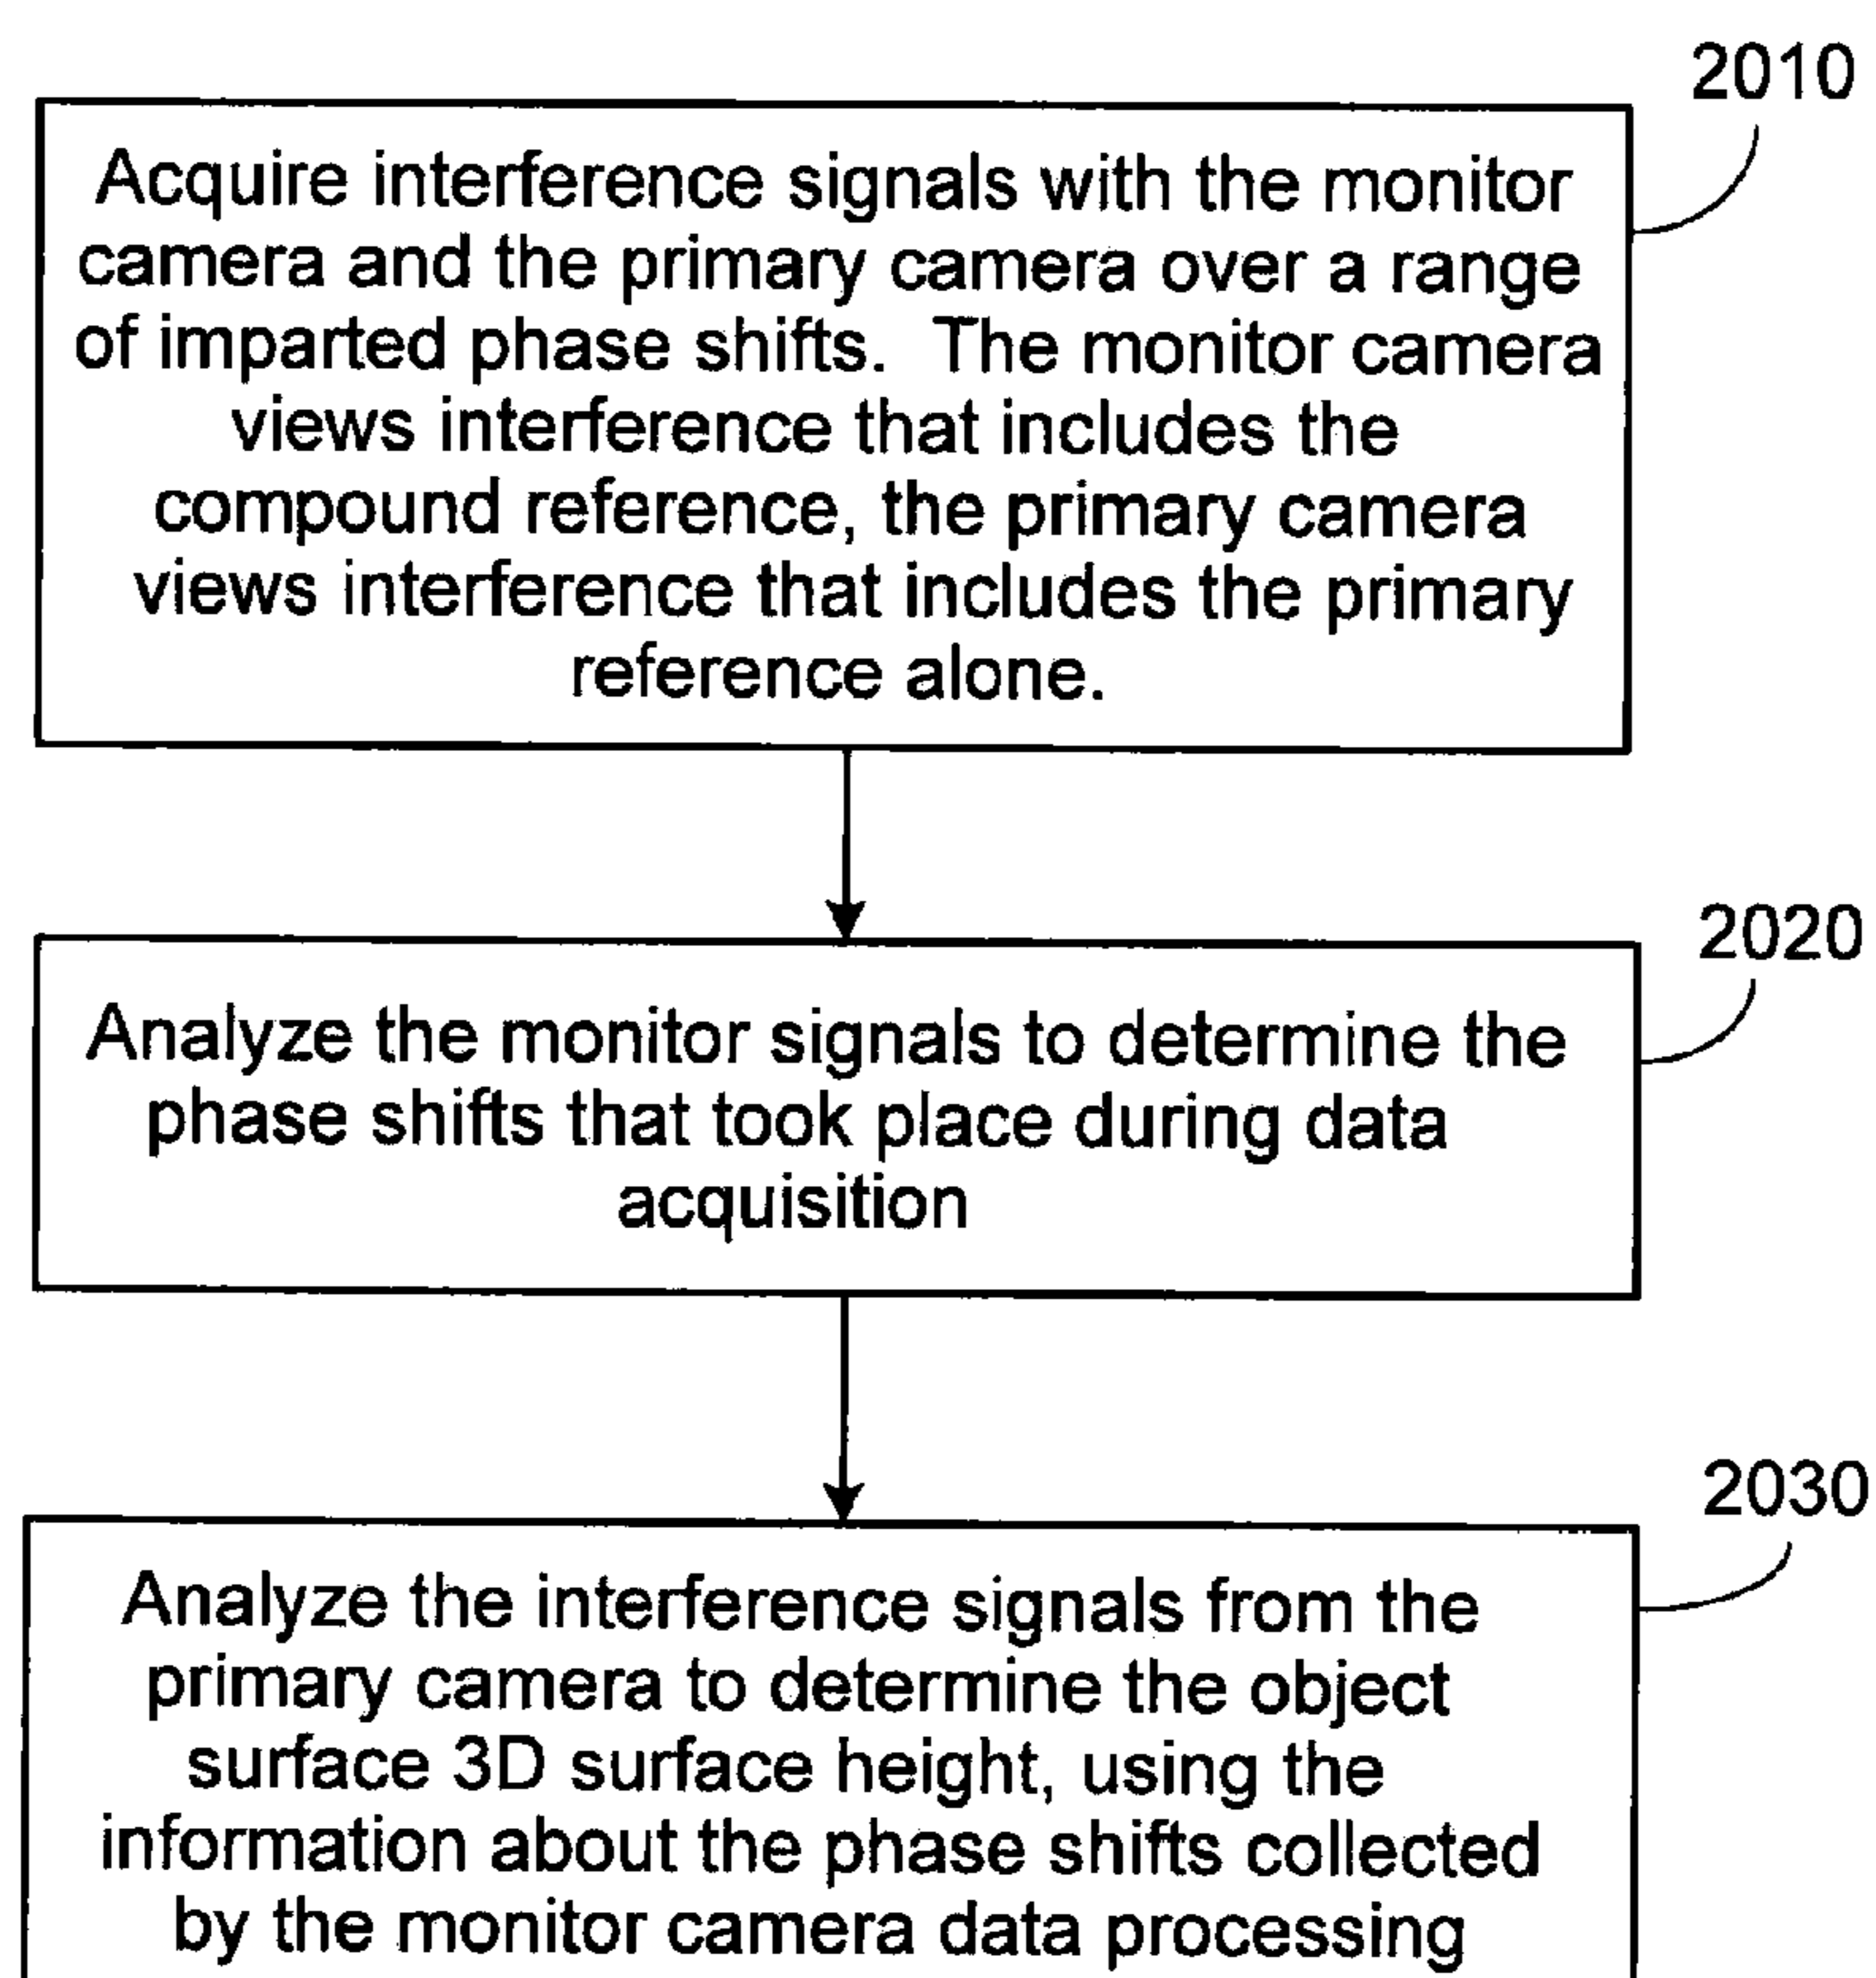 2010
Acquire interference signals with the monitor
camera and the primary camera over a range
of imparted phase shifts. The monitor camera
views interference that includes the
compound reference, the primary camera
views interference that includes the primary
reference alone.
2020
Analyze the monitor signals to determine the
phase shifts that took place during data
acquisition
2030
Analyze the interference signals from the
primary camera to determine the object
surface 3D surface height, using the
information about the phase shifts collected
by the monitor camera data processing